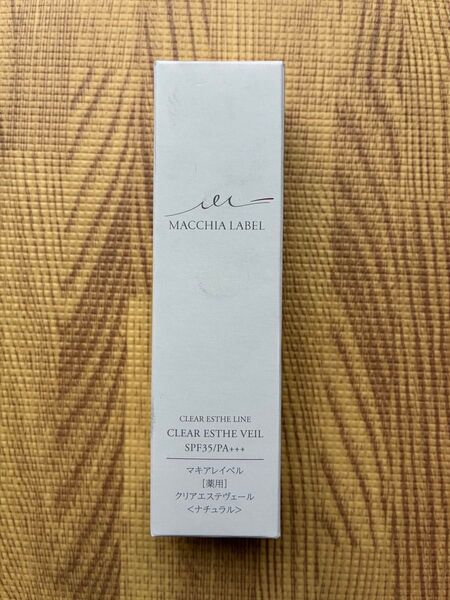 MACCHIA LABEL
CLEAR ESTHE LINE
CLEAR ESTHE VEIL
SPF35/PA+++
マキアレイベル
[薬用]
クリアエステヴェール
<ナチュラル>